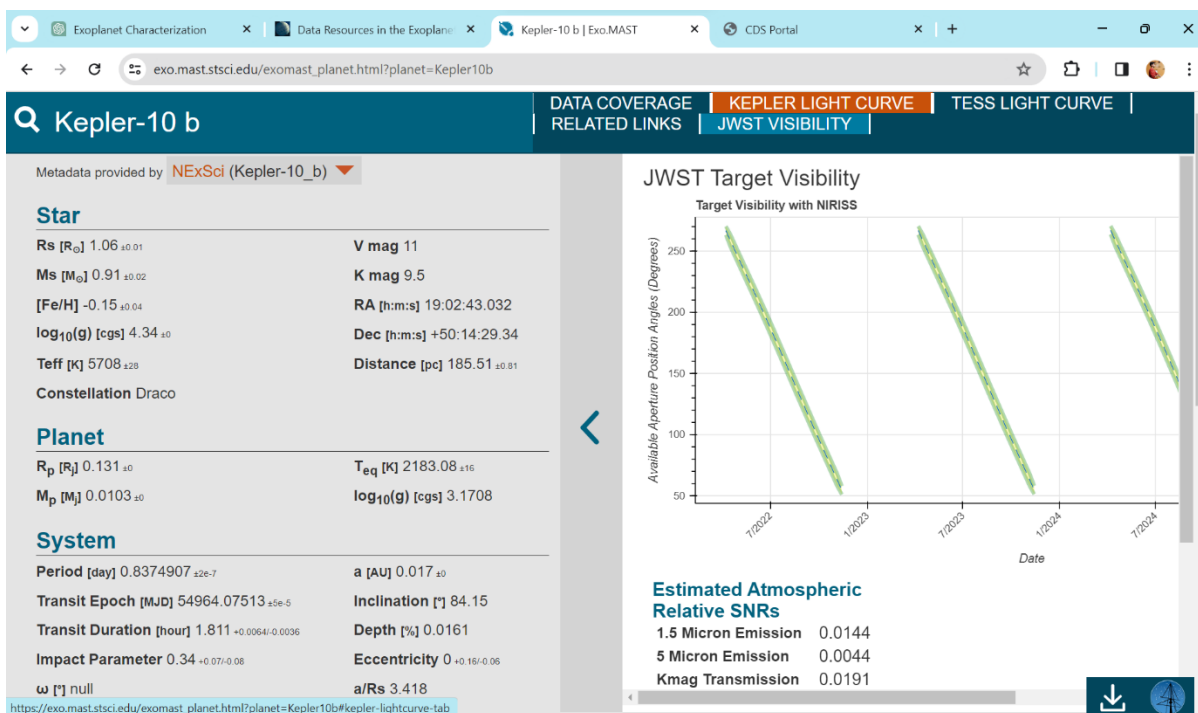 Exoplanet Characterization
Data Resources in the Exoplane
Kepler-10 b | Exo.MAST
CDS Portal
exo.mast.stsci.edu/exomast_planet.html?planet=Kepler10b
Kepler-10 b
DATA COVERAGE
KEPLER LIGHT CURVE
TESS LIGHT CURVE
RELATED LINKS
JWST VISIBILITY
Metadata provided by NExSci (Kepler-10_b)
Star
Rs [R⊙] 1.06 ±0.01
V mag 11
Ms [M⊙] 0.91 ±0.02
K mag 9.5
[Fe/H] -0.15 ±0.04
RA [h:m:s] 19:02:43.032
log10(g) [cgs] 4.34 ±0
Dec [h:m:s] +50:14:29.34
Teff [K] 5708 ±28
Distance [pc] 185.51 ±0.81
Constellation Draco
Planet
Rp [Rj] 0.131 ±0
Teq [K] 2183.08 ±16
Mp [Mj] 0.0103 ±0
log10(g) [cgs] 3.1708
System
Period [day] 0.8374907 ±2e-7
a [AU] 0.017 ±0
Transit Epoch [MJD] 54964.07513 ±5e-5
Inclination [°] 84.15
Transit Duration [hour] 1.811 +0.0064/-0.0036
Depth [%] 0.0161
Impact Parameter 0.34 +0.07/-0.08
Eccentricity 0 +0.16/-0.06
ω [°] null
a/Rs 3.418
https://exo.mast.stsci.edu/exomast_planet.html?planet=Kepler10b#kepler-lightcurve-tab
JWST Target Visibility
Target Visibility with NIRISS
Available Aperture Position Angles (Degrees)
250
200
150
100
50
7/2022
1/2023
7/2023
1/2024
7/2024
Date
Estimated Atmospheric
Relative SNRs
1.5 Micron Emission 0.0144
5 Micron Emission 0.0044
Kmag Transmission 0.0191